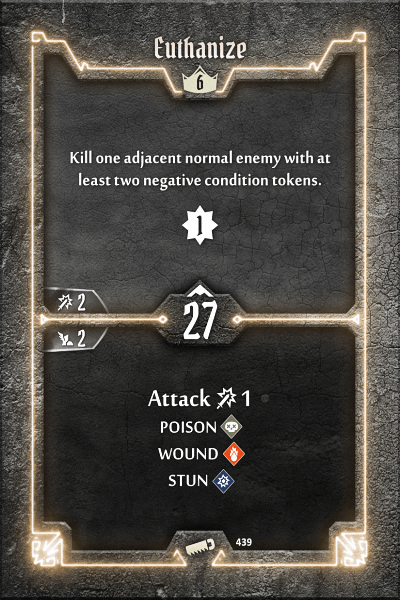 Euthanize
6
Kill one adjacent normal enemy with at
least two negative condition tokens.
1
2
27
2
Attack 1
POISON
WOUND
STUN
439